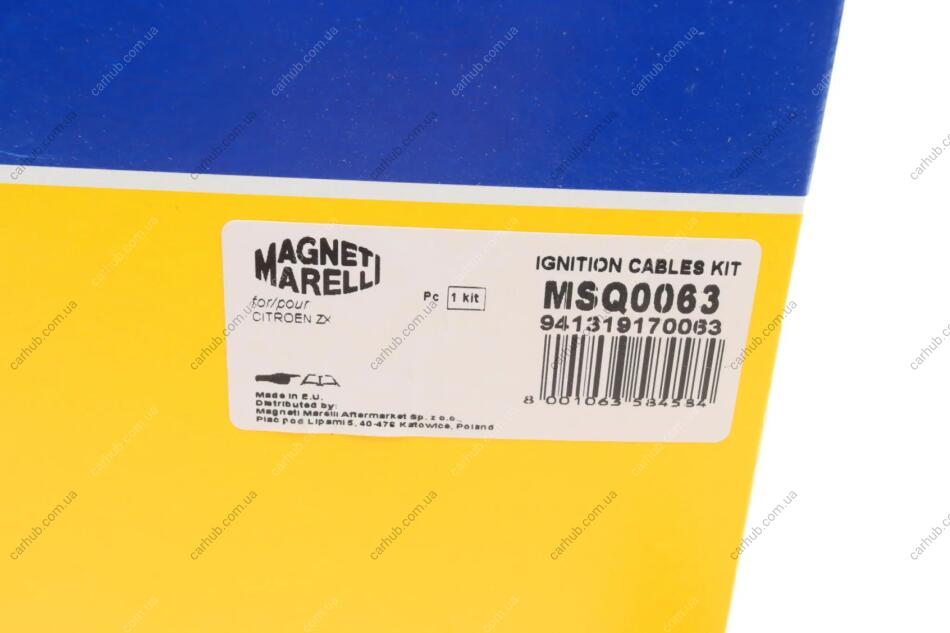 MAGNETI
MARELLI
for/pour
CITROEN ZX
Pc 1 kit
IGNITION CABLES KIT
MSQ0063
941319170063
8 001063 584584
Made in E.U.
Distributed by:
Magneti Marelli Aftermarket Sp. z o.o.,
Plac pod Lipami 5, 40-476 Katowice, Poland
carhub.com.ua